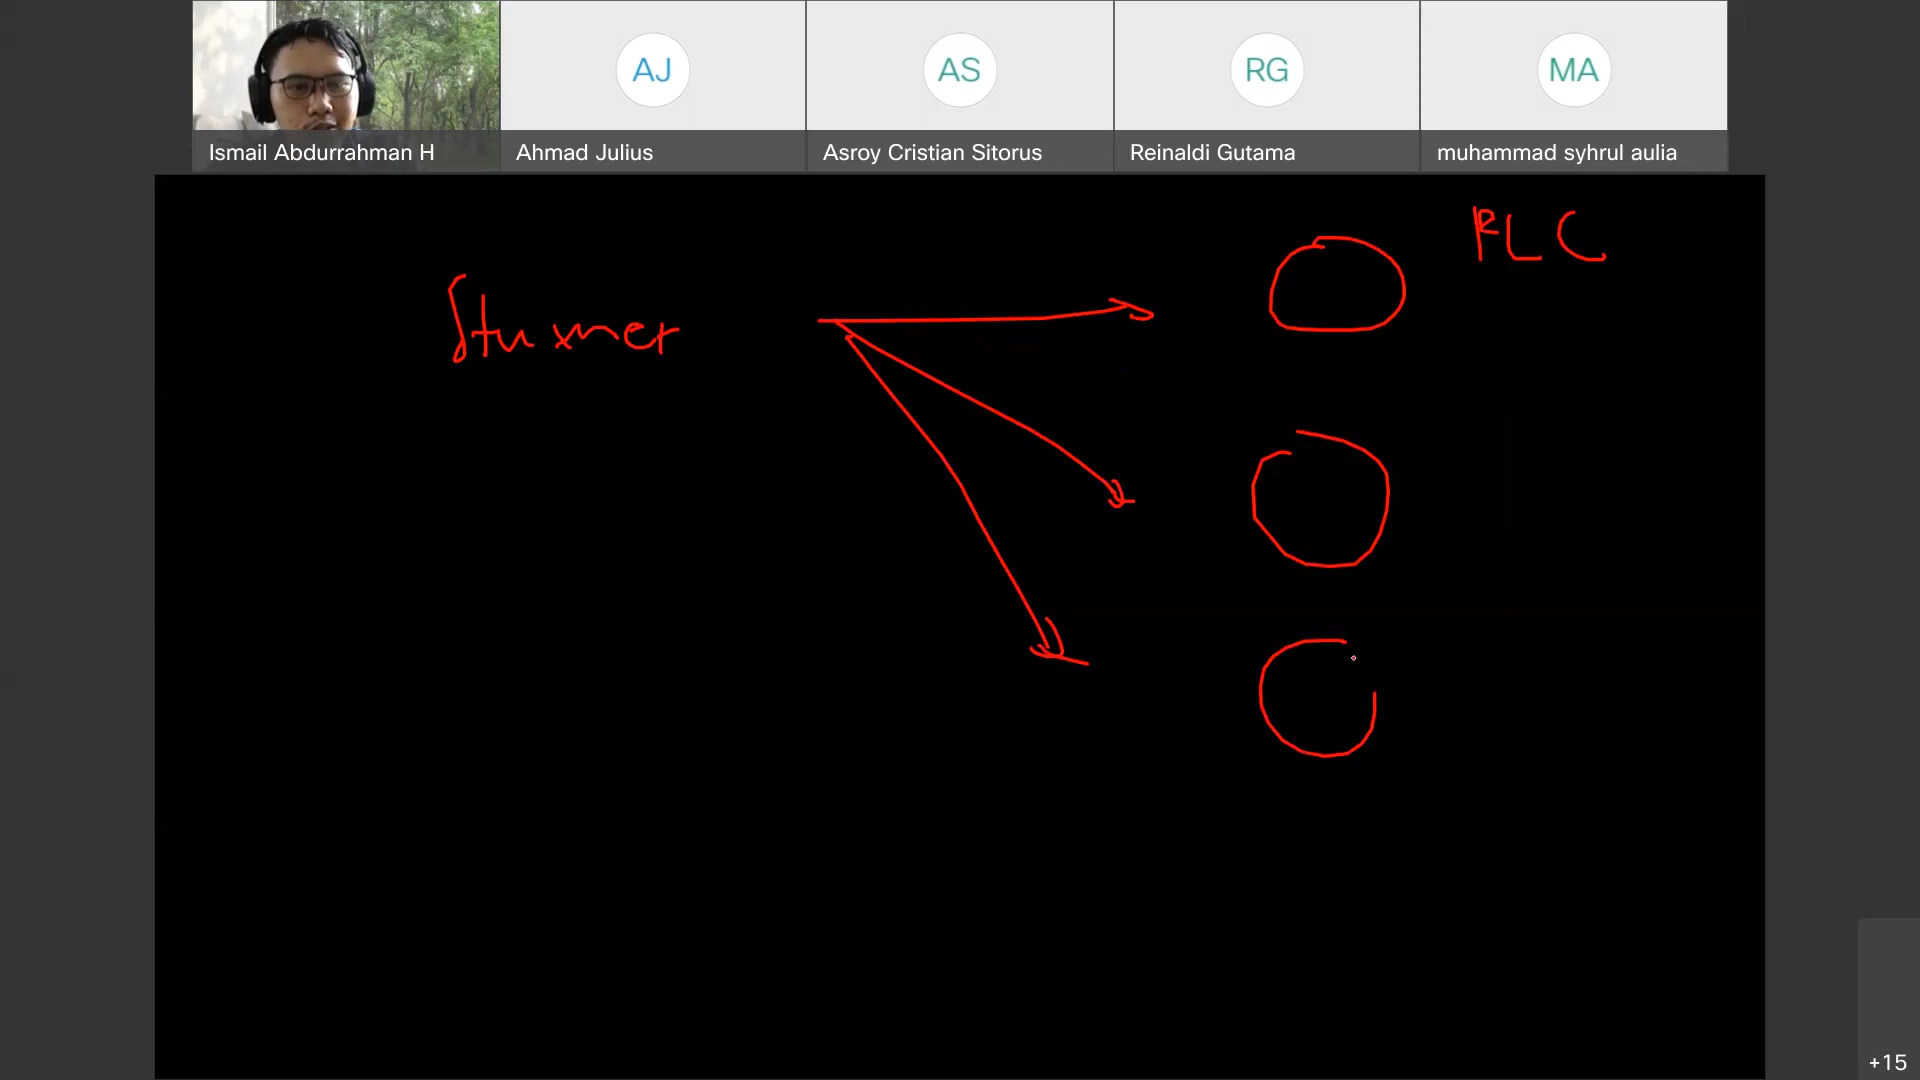 AJ
AS
RG
MA
Ismail Abdurrahman H
Ahmad Julius
Asroy Cristian Sitorus
Reinaldi Gutama
muhammad syhrul aulia
PLC
Stuxner
+15